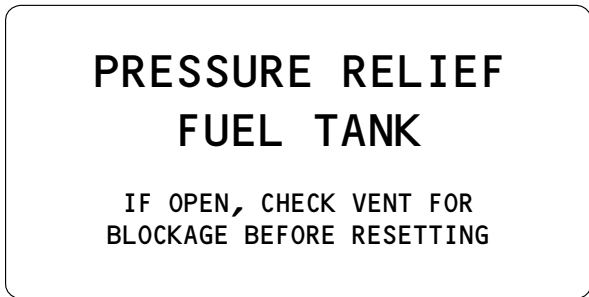 PRESSURE RELIEF
FUEL TANK
IF OPEN, CHECK VENT FOR
BLOCKAGE BEFORE RESETTING